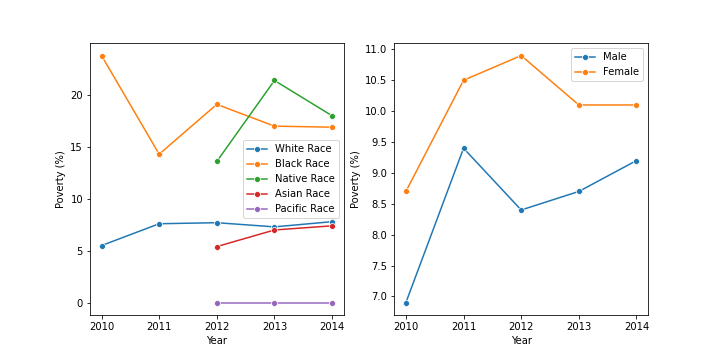 20
15
10
5
0
Poverty (%)
2010 2011 2012 2013 2014
Year
White Race
Black Race
Native Race
Asian Race
Pacific Race
11.0
10.5
10.0
9.5
9.0
8.5
8.0
7.5
7.0
Poverty (%)
2010 2011 2012 2013 2014
Year
Male
Female